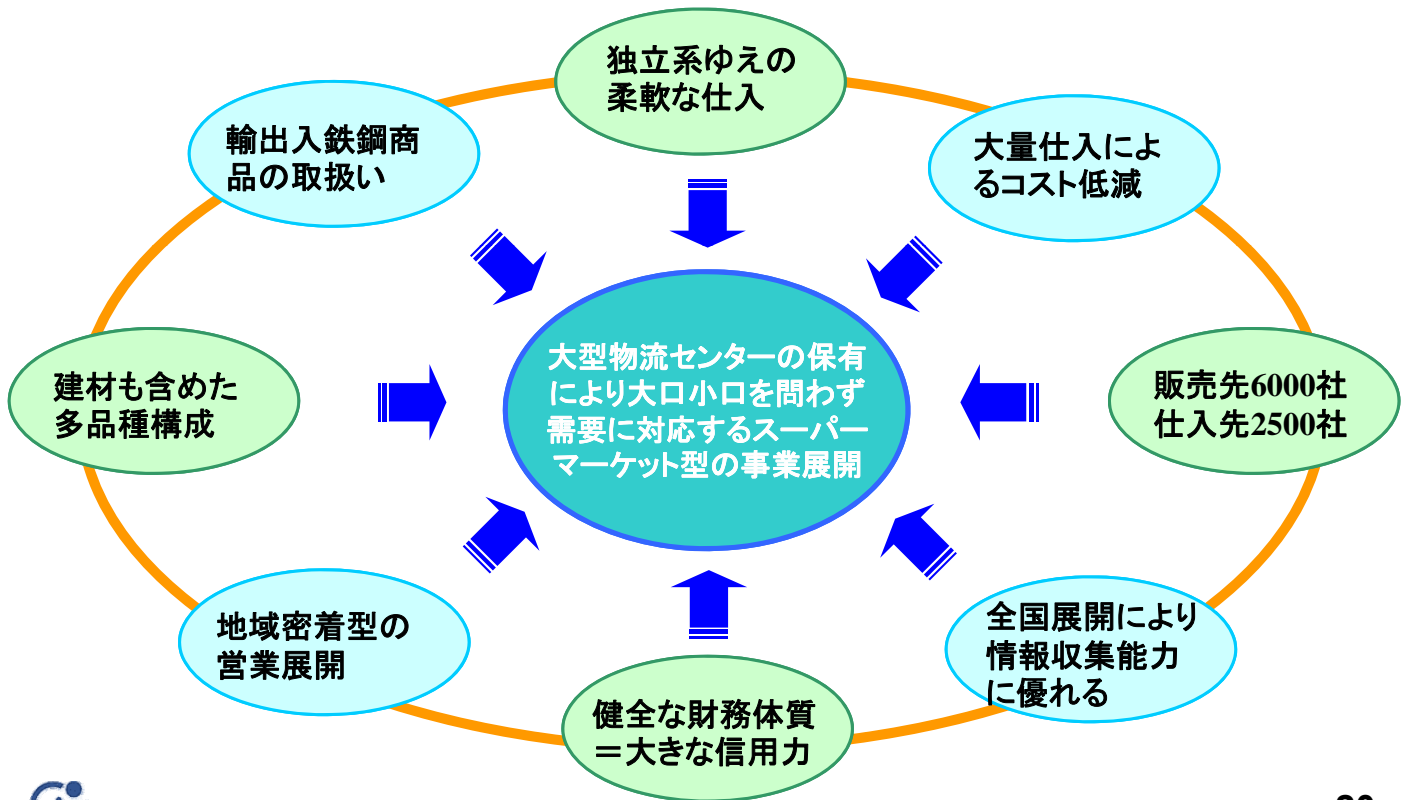 独立系ゆえの
柔軟な仕入
輸出入鉄鋼商
品の取扱い
大量仕入によ
るコスト低減
建材も含めた
多品種構成
大型物流センターの保有
により大口小口を問わず
需要に対応するスーパー
マーケット型の事業展開
販売先6000社
仕入先2500社
地域密着型の
営業展開
全国展開により
情報収集能力
に優れる
健全な財務体質
＝大きな信用力